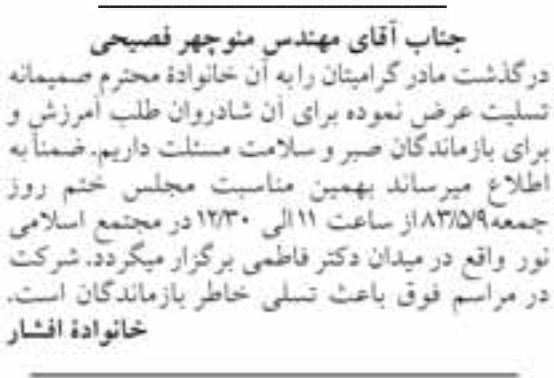 جناب آقای مهندس منوچهر فصیحی
درگذشت مادر گرامیتان را به آن خانوادۀ محترم صمیمانه
تسلیت عرض نموده برای آن شادروان طلب آمرزش و
برای بازماندگان صبر و سلامت مسئلت داریم. ضمناً به
اطلاع میرساند بهمین مناسبت مجلس ختم روز
جمعه ۸۳/۵/۹ از ساعت ۱۱ الی ۱۲/۳۰ در مجتمع اسلامی
نور واقع در میدان دکتر فاطمی برگزار میگردد. شرکت
در مراسم فوق باعث تسلی خاطر بازماندگان است.
خانوادۀ افشار